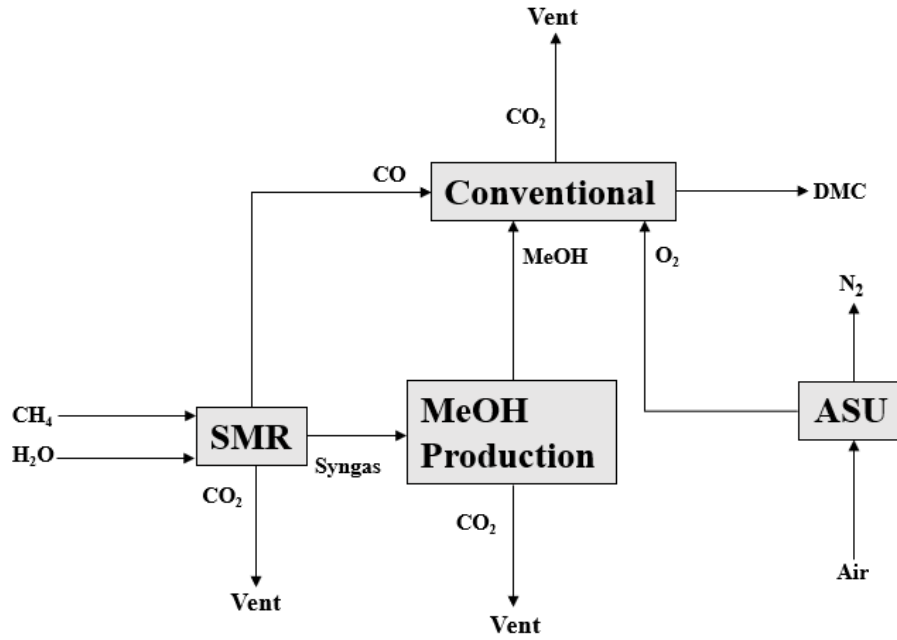 Vent
CO₂
CO
Conventional
DMC
MeOH
O₂
N₂
CH₄
H₂O
SMR
Syngas
MeOH
Production
ASU
CO₂
CO₂
Air
Vent
Vent